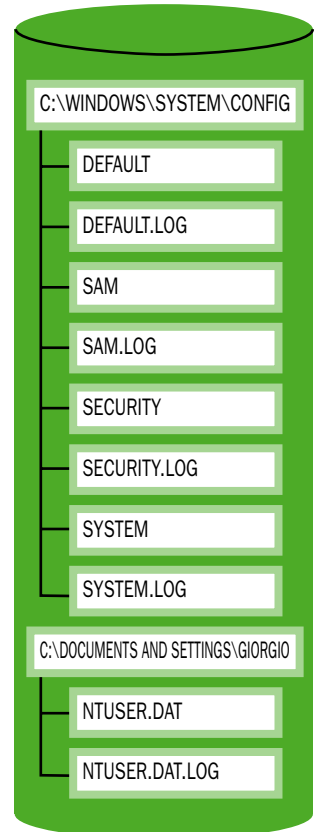 C:\WINDOWS\SYSTEM\CONFIG
DEFAULT
DEFAULT.LOG
SAM
SAM.LOG
SECURITY
SECURITY.LOG
SYSTEM
SYSTEM.LOG
C:\DOCUMENTS AND SETTINGS\GIORGIO
NTUSER.DAT
NTUSER.DAT.LOG